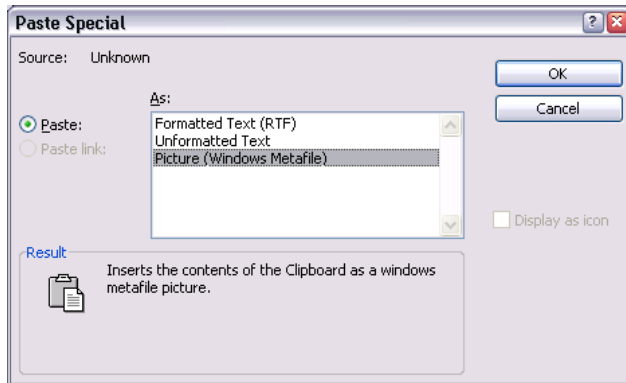 Paste Special
Source: Unknown
As:
Paste:
Paste link:
Formatted Text (RTF)
Unformatted Text
Picture (Windows Metafile)
OK
Cancel
Display as icon
Result
Inserts the contents of the Clipboard as a windows
metafile picture.